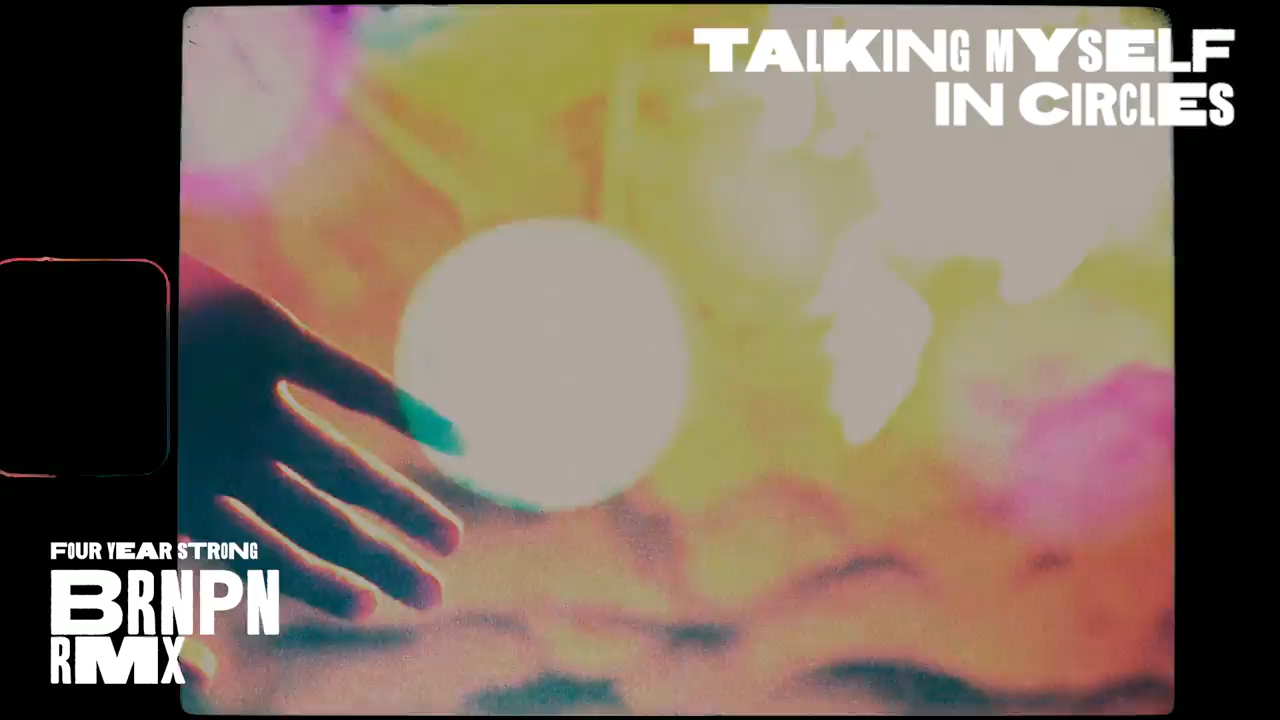 TALKING MYSELF
IN CIRCLES
FOUR YEAR STRONG
BRNPN
RMX